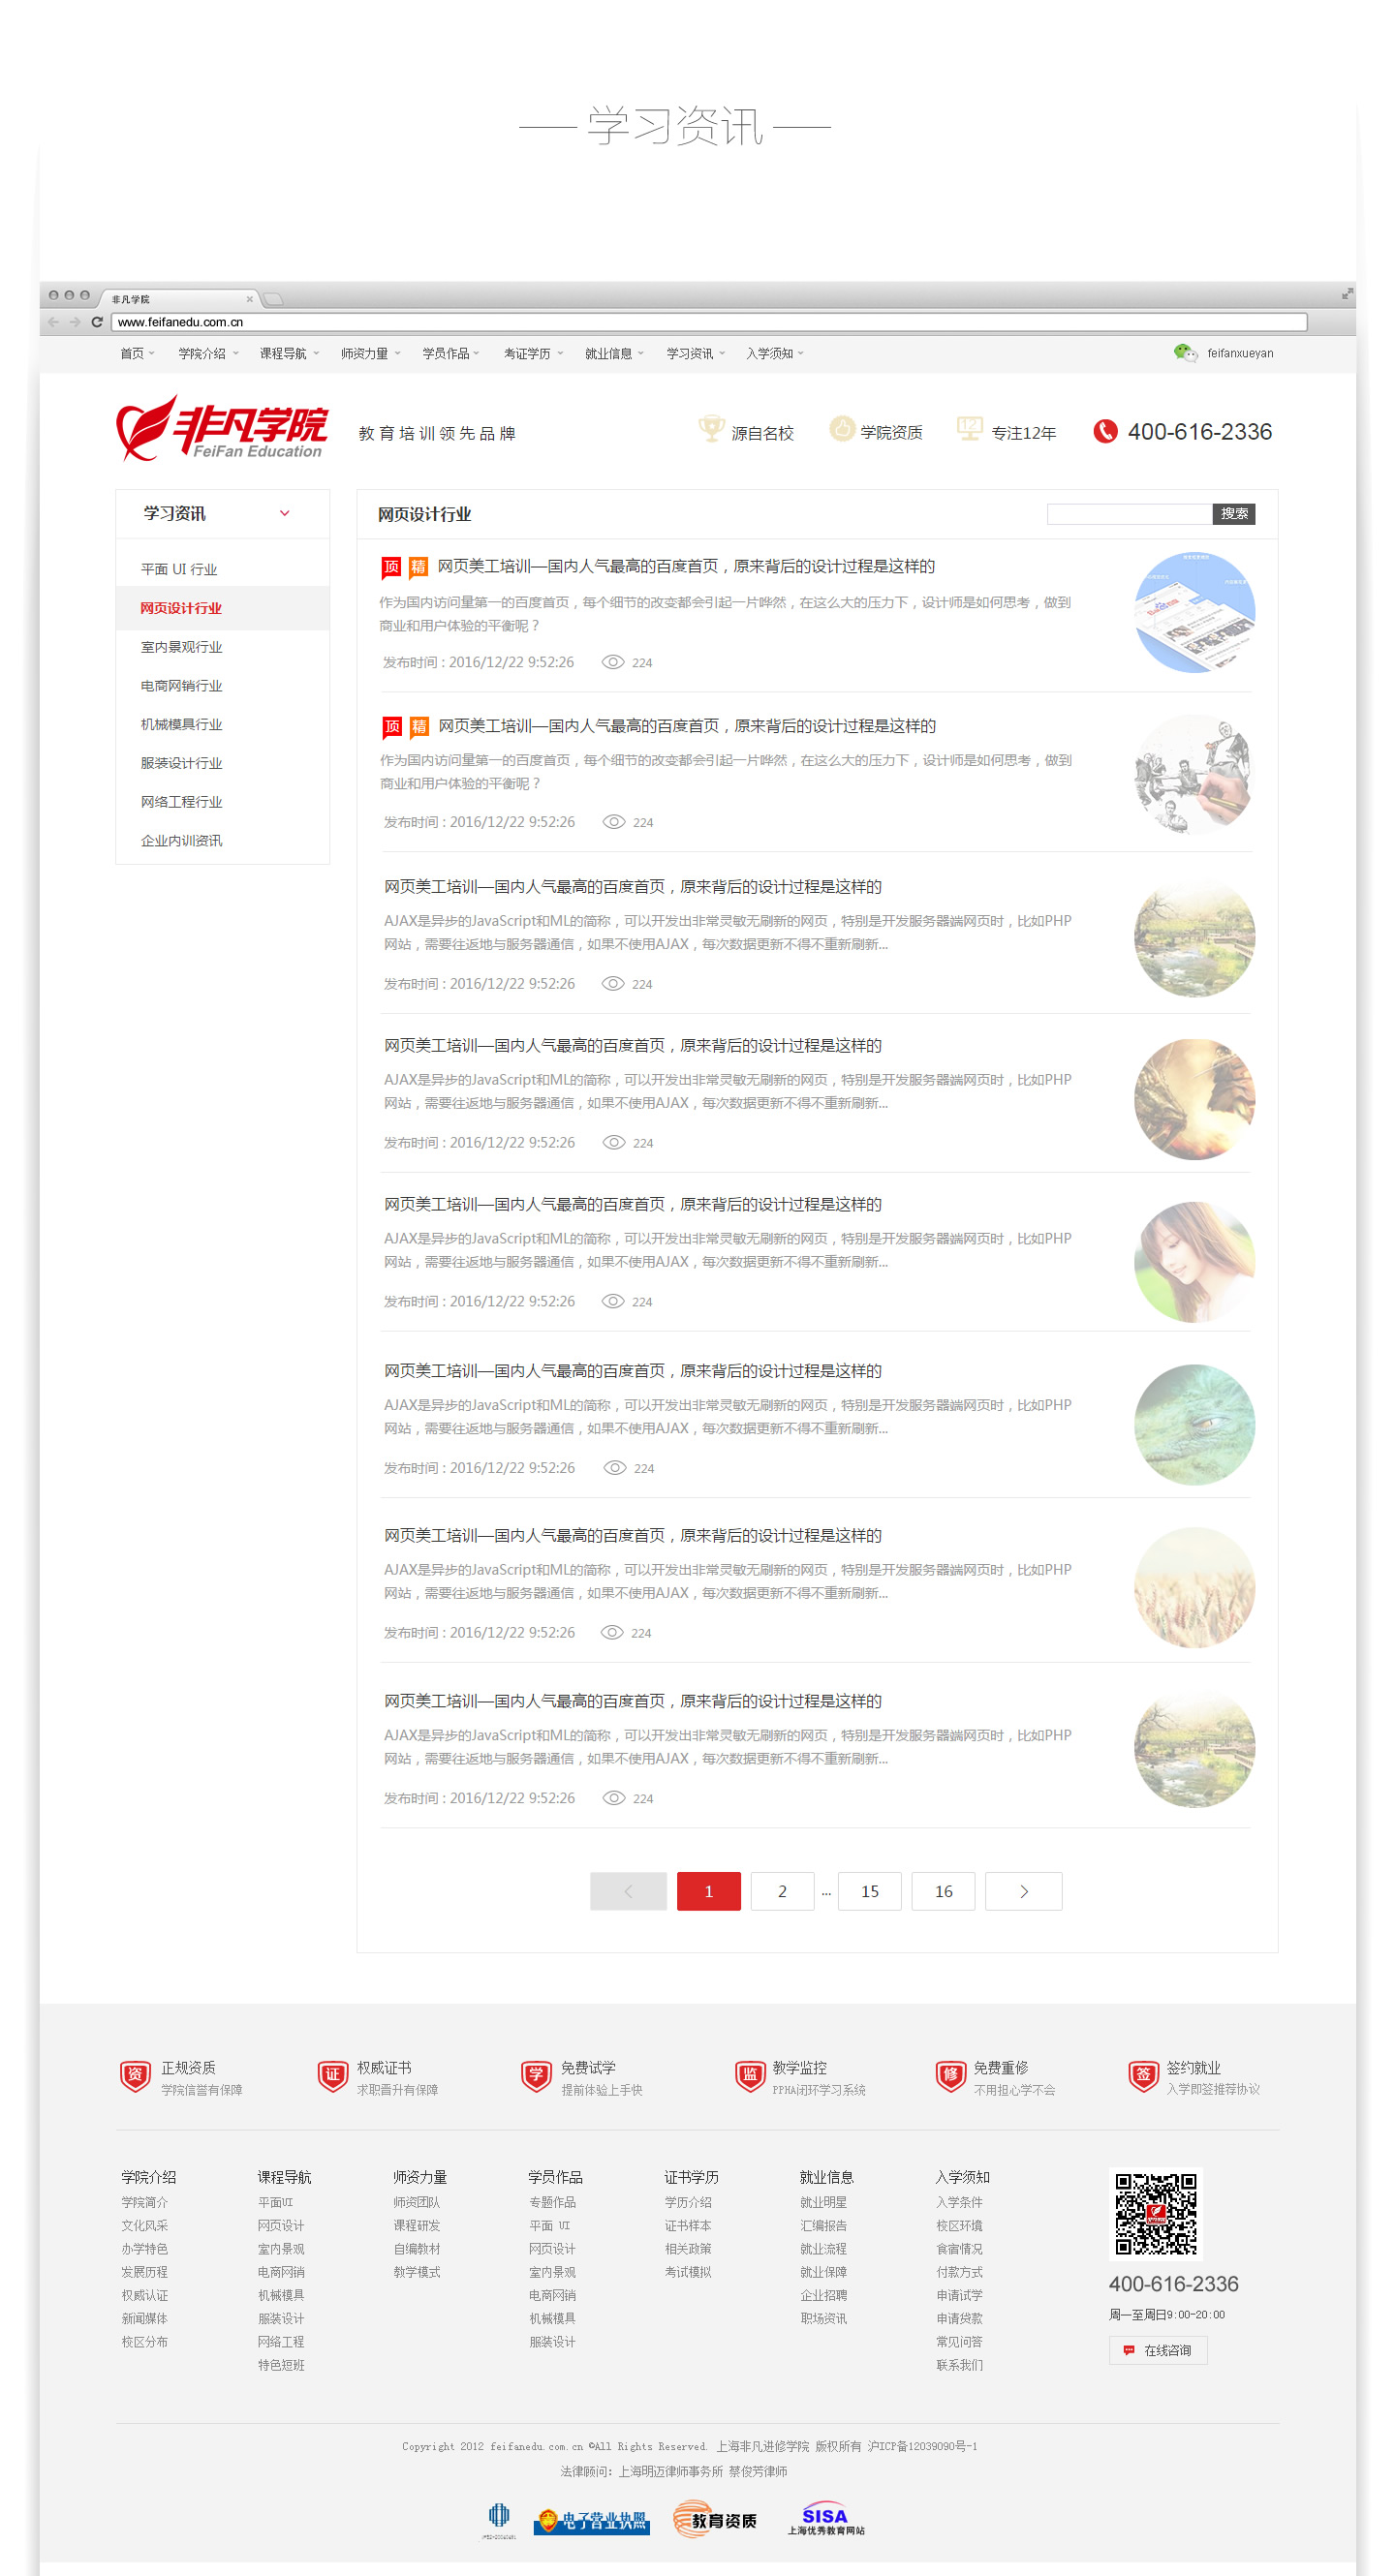 学习资讯
非凡学院
www.feifanedu.com.cn
首页 学院介绍 课程导航 师资力量 学员作品 考证学历 就业信息 学习资讯 入学须知 feifanxueyan
非凡学院
FeiFan Education
教育培训领先品牌
源自名校 学院资质 12 专注12年 400-616-2336
学习资讯
平面 UI 行业
网页设计行业
室内景观行业
电商网销行业
机械模具行业
服装设计行业
网络工程行业
企业内训资讯
网页设计行业 搜索
顶 精 网页美工培训—国内人气最高的百度首页，原来背后的设计过程是这样的
作为国内访问量第一的百度首页，每个细节的改变都会引起一片哗然，在这么大的压力下，设计师是如何思考，做到
商业和用户体验的平衡呢？
发布时间 : 2016/12/22 9:52:26 224
顶 精 网页美工培训—国内人气最高的百度首页，原来背后的设计过程是这样的
作为国内访问量第一的百度首页，每个细节的改变都会引起一片哗然，在这么大的压力下，设计师是如何思考，做到
商业和用户体验的平衡呢？
发布时间 : 2016/12/22 9:52:26 224
网页美工培训—国内人气最高的百度首页，原来背后的设计过程是这样的
AJAX是异步的JavaScript和ML的简称，可以开发出非常灵敏无刷新的网页，特别是开发服务器端网页时，比如PHP
网站，需要往返地与服务器通信，如果不使用AJAX，每次数据更新不得不重新刷新...
发布时间 : 2016/12/22 9:52:26 224
网页美工培训—国内人气最高的百度首页，原来背后的设计过程是这样的
AJAX是异步的JavaScript和ML的简称，可以开发出非常灵敏无刷新的网页，特别是开发服务器端网页时，比如PHP
网站，需要往返地与服务器通信，如果不使用AJAX，每次数据更新不得不重新刷新...
发布时间 : 2016/12/22 9:52:26 224
网页美工培训—国内人气最高的百度首页，原来背后的设计过程是这样的
AJAX是异步的JavaScript和ML的简称，可以开发出非常灵敏无刷新的网页，特别是开发服务器端网页时，比如PHP
网站，需要往返地与服务器通信，如果不使用AJAX，每次数据更新不得不重新刷新...
发布时间 : 2016/12/22 9:52:26 224
网页美工培训—国内人气最高的百度首页，原来背后的设计过程是这样的
AJAX是异步的JavaScript和ML的简称，可以开发出非常灵敏无刷新的网页，特别是开发服务器端网页时，比如PHP
网站，需要往返地与服务器通信，如果不使用AJAX，每次数据更新不得不重新刷新...
发布时间 : 2016/12/22 9:52:26 224
网页美工培训—国内人气最高的百度首页，原来背后的设计过程是这样的
AJAX是异步的JavaScript和ML的简称，可以开发出非常灵敏无刷新的网页，特别是开发服务器端网页时，比如PHP
网站，需要往返地与服务器通信，如果不使用AJAX，每次数据更新不得不重新刷新...
发布时间 : 2016/12/22 9:52:26 224
网页美工培训—国内人气最高的百度首页，原来背后的设计过程是这样的
AJAX是异步的JavaScript和ML的简称，可以开发出非常灵敏无刷新的网页，特别是开发服务器端网页时，比如PHP
网站，需要往返地与服务器通信，如果不使用AJAX，每次数据更新不得不重新刷新...
发布时间 : 2016/12/22 9:52:26 224
1 2 ... 15 16
资 正规资质
学院信誉有保障
证 权威证书
求职晋升有保障
学 免费试学
提前体验上手快
监 教学监控
PPHA闭环学习系统
修 免费重修
不用担心学不会
签 签约就业
入学即签推荐协议
学院介绍
学院简介
文化风采
办学特色
发展历程
权威认证
新闻媒体
校区分布
课程导航
平面UI
网页设计
室内景观
电商网销
机械模具
服装设计
网络工程
特色短班
师资力量
师资团队
课程研发
自编教材
教学模式
学员作品
专题作品
平面 UI
网页设计
室内景观
电商网销
机械模具
服装设计
证书学历
学历介绍
证书样本
相关政策
考试模拟
就业信息
就业明星
汇编报告
就业流程
就业保障
企业招聘
职场资讯
入学须知
入学条件
校区环境
食宿情况
付款方式
申请试学
申请贷款
常见问答
联系我们
400-616-2336
周一至周日9:00-20:00
在线咨询
Copyright 2012 feifanedu.com.cn ©All Rights Reserved. 上海非凡进修学院 版权所有 沪ICP备12039090号-1
法律顾问: 上海明迈律师事务所 蔡俊芳律师
电子营业执照
教育资质
SISA
上海优秀教育网站